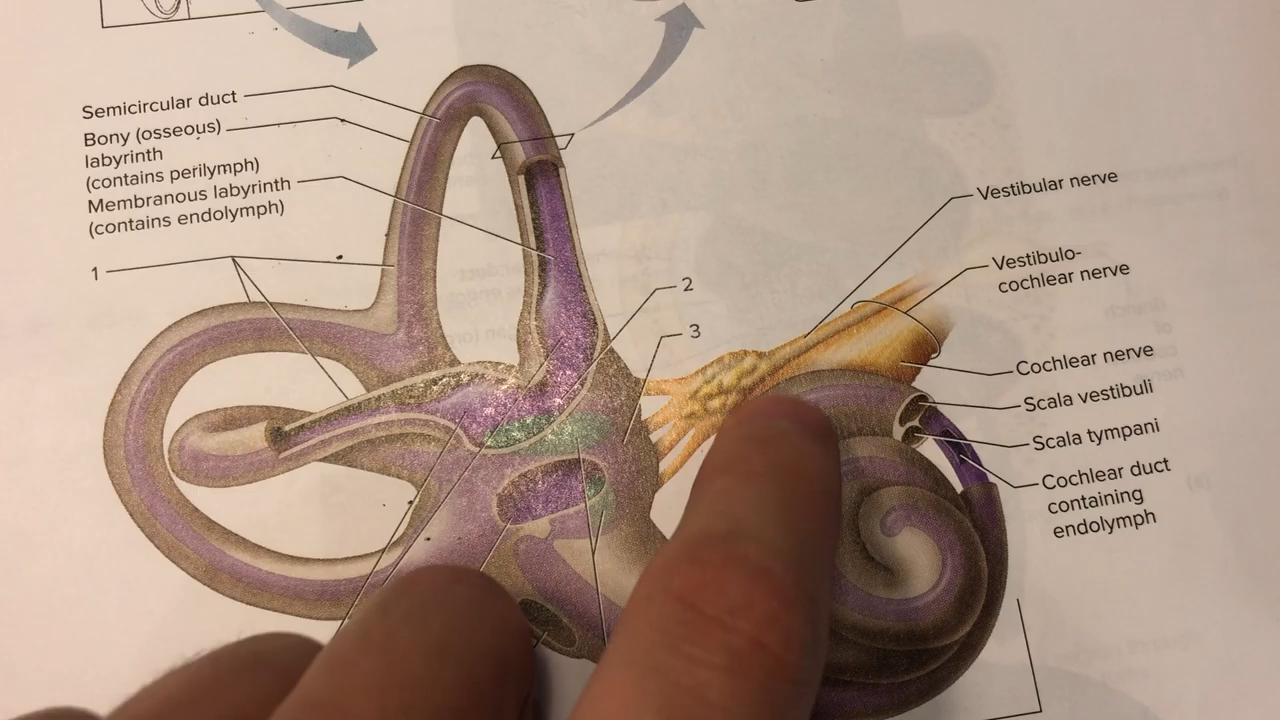 Semicircular duct
Bony (osseous)
labyrinth
(contains perilymph)
Membranous labyrinth
(contains endolymph)
1
2
3
Vestibular nerve
Vestibulo-
cochlear nerve
Cochlear nerve
Scala vestibuli
Scala tympani
Cochlear duct
containing
endolymph